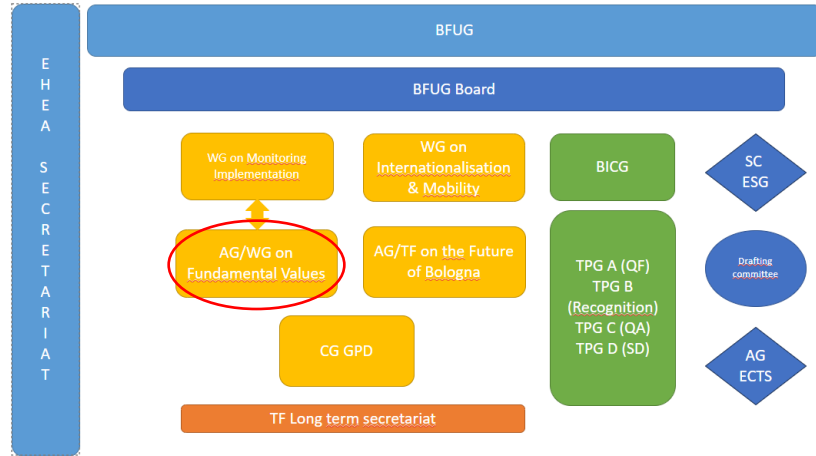 BFUG
E
H
E
A
S
E
C
R
E
T
A
R
I
A
T
BFUG Board
WG on Monitoring
Implementation
WG on
Internationalisation
& Mobility
BICG
SC
ESG
AG/WG on
Fundamental Values
AG/TF on the Future
of Bologna
TPG A (QF)
TPG B
(Recognition)
TPG C (QA)
TPG D (SD)
Drafting
committee
CG GPD
AG
ECTS
TF Long term secretariat